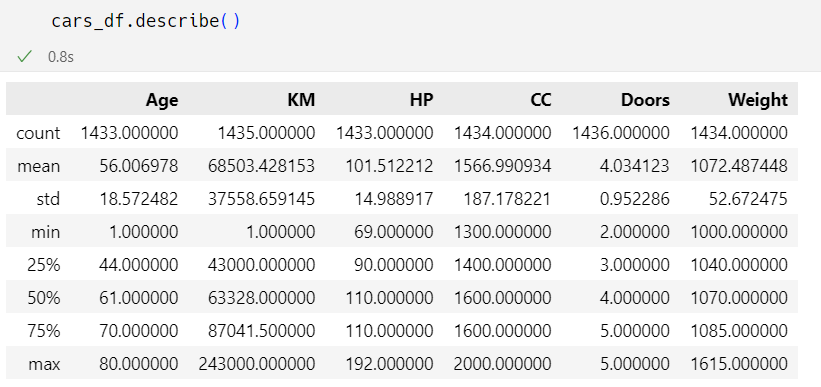 cars_df.describe()
0.8s
Age KM HP CC Doors Weight
count 1433.000000 1435.000000 1433.000000 1434.000000 1436.000000 1434.000000
mean 56.006978 68503.428153 101.512212 1566.990934 4.034123 1072.487448
std 18.572482 37558.659145 14.988917 187.178221 0.952286 52.672475
min 1.000000 1.000000 69.000000 1300.000000 2.000000 1000.000000
25% 44.000000 43000.000000 90.000000 1400.000000 3.000000 1040.000000
50% 61.000000 63328.000000 110.000000 1600.000000 4.000000 1070.000000
75% 70.000000 87041.500000 110.000000 1600.000000 5.000000 1085.000000
max 80.000000 243000.000000 192.000000 2000.000000 5.000000 1615.000000